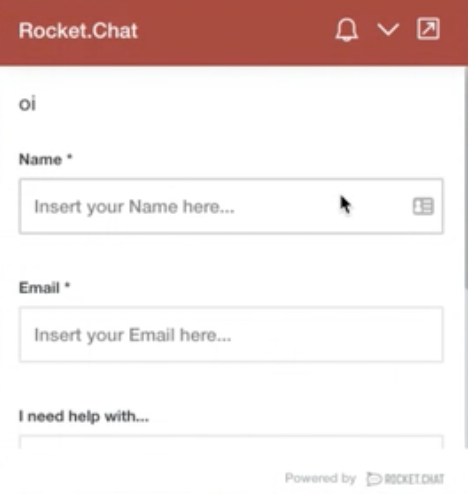 Rocket.Chat
oi
Name *
Insert your Name here...
Email *
Insert your Email here...
I need help with...
Powered by ROCKET.CHAT